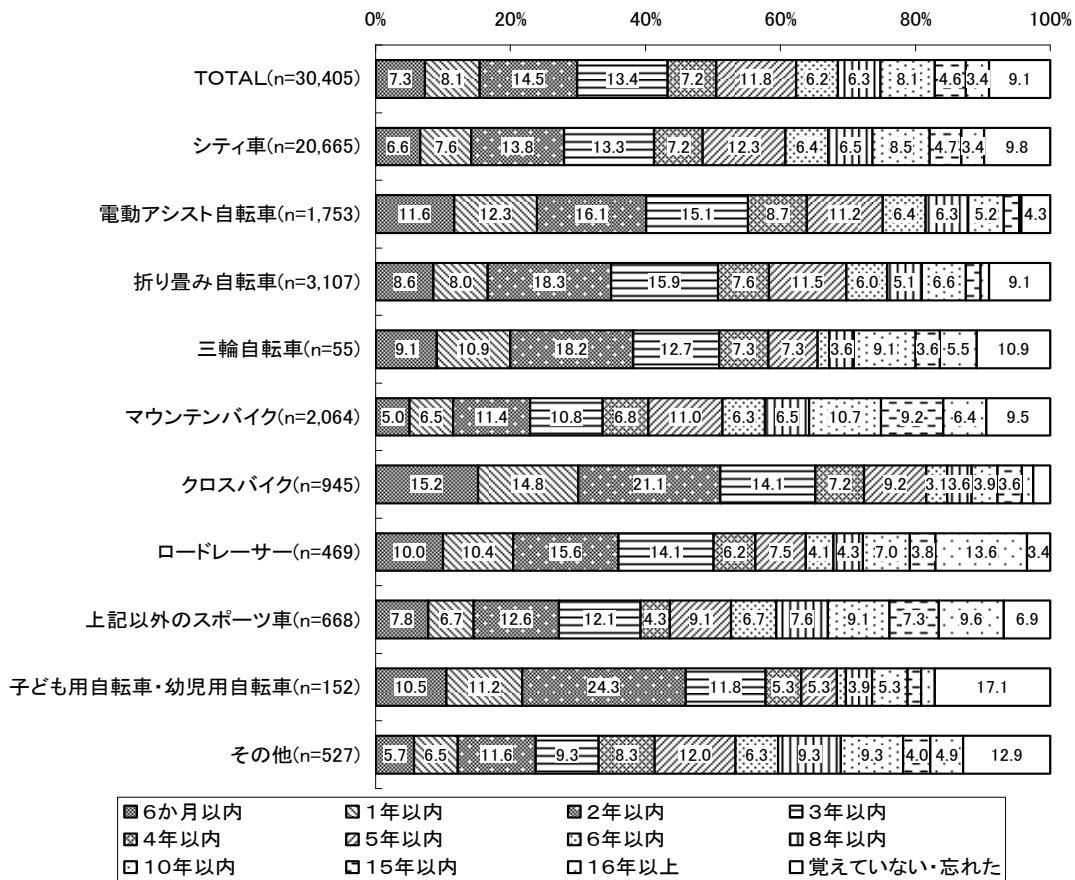 0% 20% 40% 60% 80% 100%
TOTAL(n=30,405) 7.3 8.1 14.5 13.4 7.2 11.8 6.2 6.3 8.1 4.6 3.4 9.1
シティ車(n=20,665) 6.6 7.6 13.8 13.3 7.2 12.3 6.4 6.5 8.5 4.7 3.4 9.8
電動アシスト自転車(n=1,753) 11.6 12.3 16.1 15.1 8.7 11.2 6.4 6.3 5.2 4.3
折り畳み自転車(n=3,107) 8.6 8.0 18.3 15.9 7.6 11.5 6.0 5.1 6.6 9.1
三輪自転車(n=55) 9.1 10.9 18.2 12.7 7.3 7.3 3.6 9.1 3.6 5.5 10.9
マウンテンバイク(n=2,064) 5.0 6.5 11.4 10.8 6.8 11.0 6.3 6.5 10.7 9.2 6.4 9.5
クロスバイク(n=945) 15.2 14.8 21.1 14.1 7.2 9.2 3.1 3.6 3.9 3.6
ロードレーサー(n=469) 10.0 10.4 15.6 14.1 6.2 7.5 4.1 4.3 7.0 3.8 13.6 3.4
上記以外のスポーツ車(n=668) 7.8 6.7 12.6 12.1 4.3 9.1 6.7 7.6 9.1 7.3 9.6 6.9
子ども用自転車・幼児用自転車(n=152) 10.5 11.2 24.3 11.8 5.3 5.3 3.9 5.3 17.1
その他(n=527) 5.7 6.5 11.6 9.3 8.3 12.0 6.3 9.3 9.3 4.0 4.9 12.9
6か月以内 1年以内 2年以内 3年以内
4年以内 5年以内 6年以内 8年以内
10年以内 15年以内 16年以上 覚えていない・忘れた